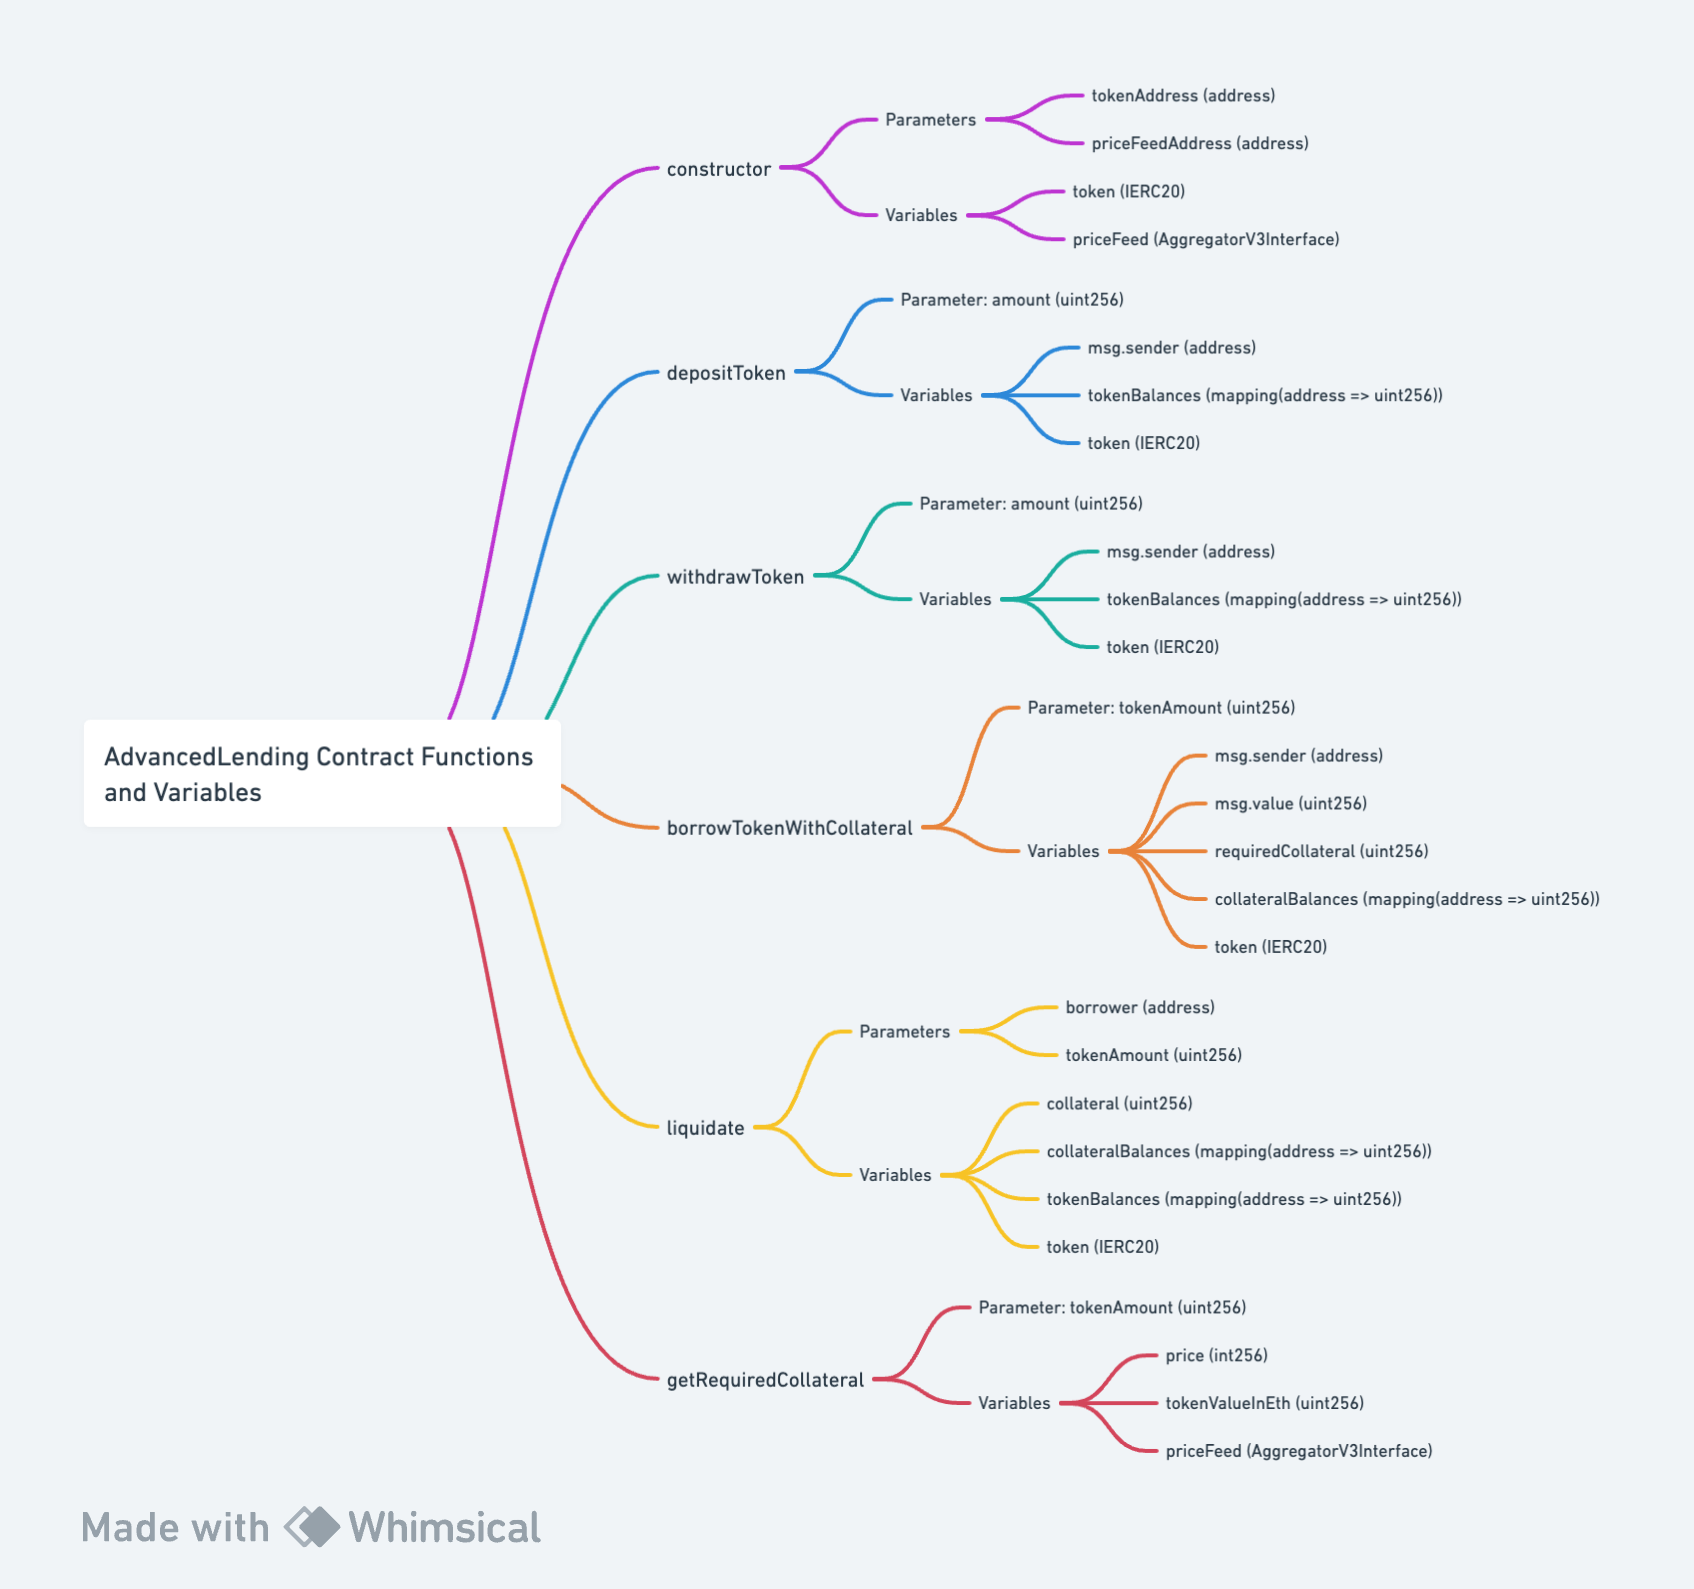 tokenAddress (address)
Parameters
priceFeedAddress (address)
constructor
token (IERC20)
Variables
priceFeed (AggregatorV3Interface)
Parameter: amount (uint256)
msg.sender (address)
depositToken
Variables
tokenBalances (mapping(address => uint256))
token (IERC20)
Parameter: amount (uint256)
msg.sender (address)
withdrawToken
Variables
tokenBalances (mapping(address => uint256))
token (IERC20)
Parameter: tokenAmount (uint256)
AdvancedLending Contract Functions
and Variables
msg.sender (address)
msg.value (uint256)
borrowTokenWithCollateral
Variables
requiredCollateral (uint256)
collateralBalances (mapping(address => uint256))
token (IERC20)
borrower (address)
Parameters
tokenAmount (uint256)
liquidate
collateral (uint256)
collateralBalances (mapping(address => uint256))
Variables
tokenBalances (mapping(address => uint256))
token (IERC20)
Parameter: tokenAmount (uint256)
getRequiredCollateral
price (int256)
Variables
tokenValueInEth (uint256)
priceFeed (AggregatorV3Interface)
Made with Whimsical